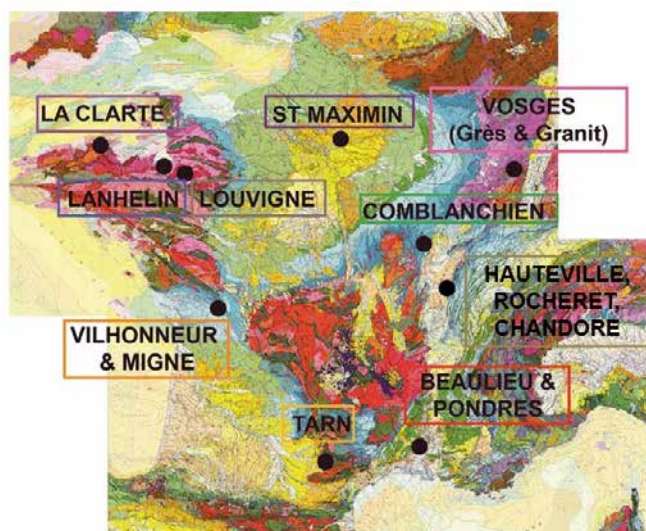 LA CLARTE
ST MAXIMIN
VOSGES
(Grès & Granit)
LANHELIN
LOUVIGNE
COMBLANCHIEN
HAUTEVILLE,
ROCHERET,
CHANDORE
VILHONNEUR
& MIGNE
BEAULIEU &
PONDRES
TARN